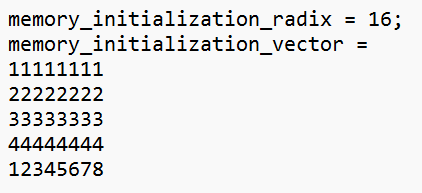 memory_initialization_radix = 16;
memory_initialization_vector =
11111111
22222222
33333333
44444444
12345678